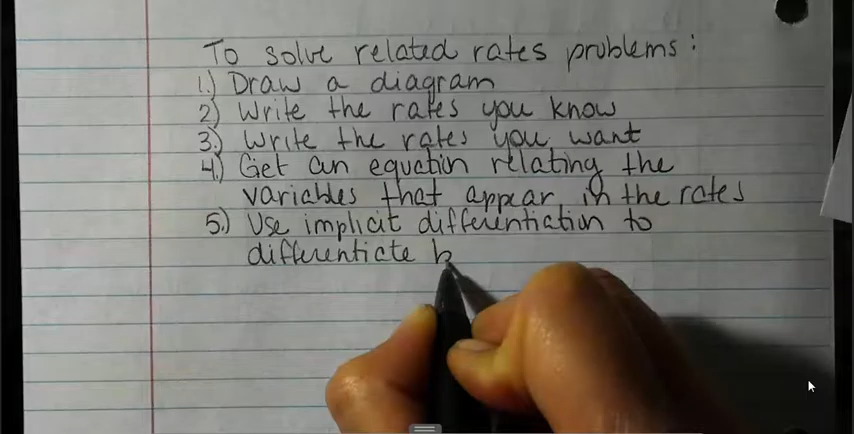 To solve related rates problems:
1.) Draw a diagram
2.) Write the rates you know
3.) Write the rates you want
4.) Get an equation relating the
variables that appear in the rates
5.) Use implicit differentiation to
differentiate b